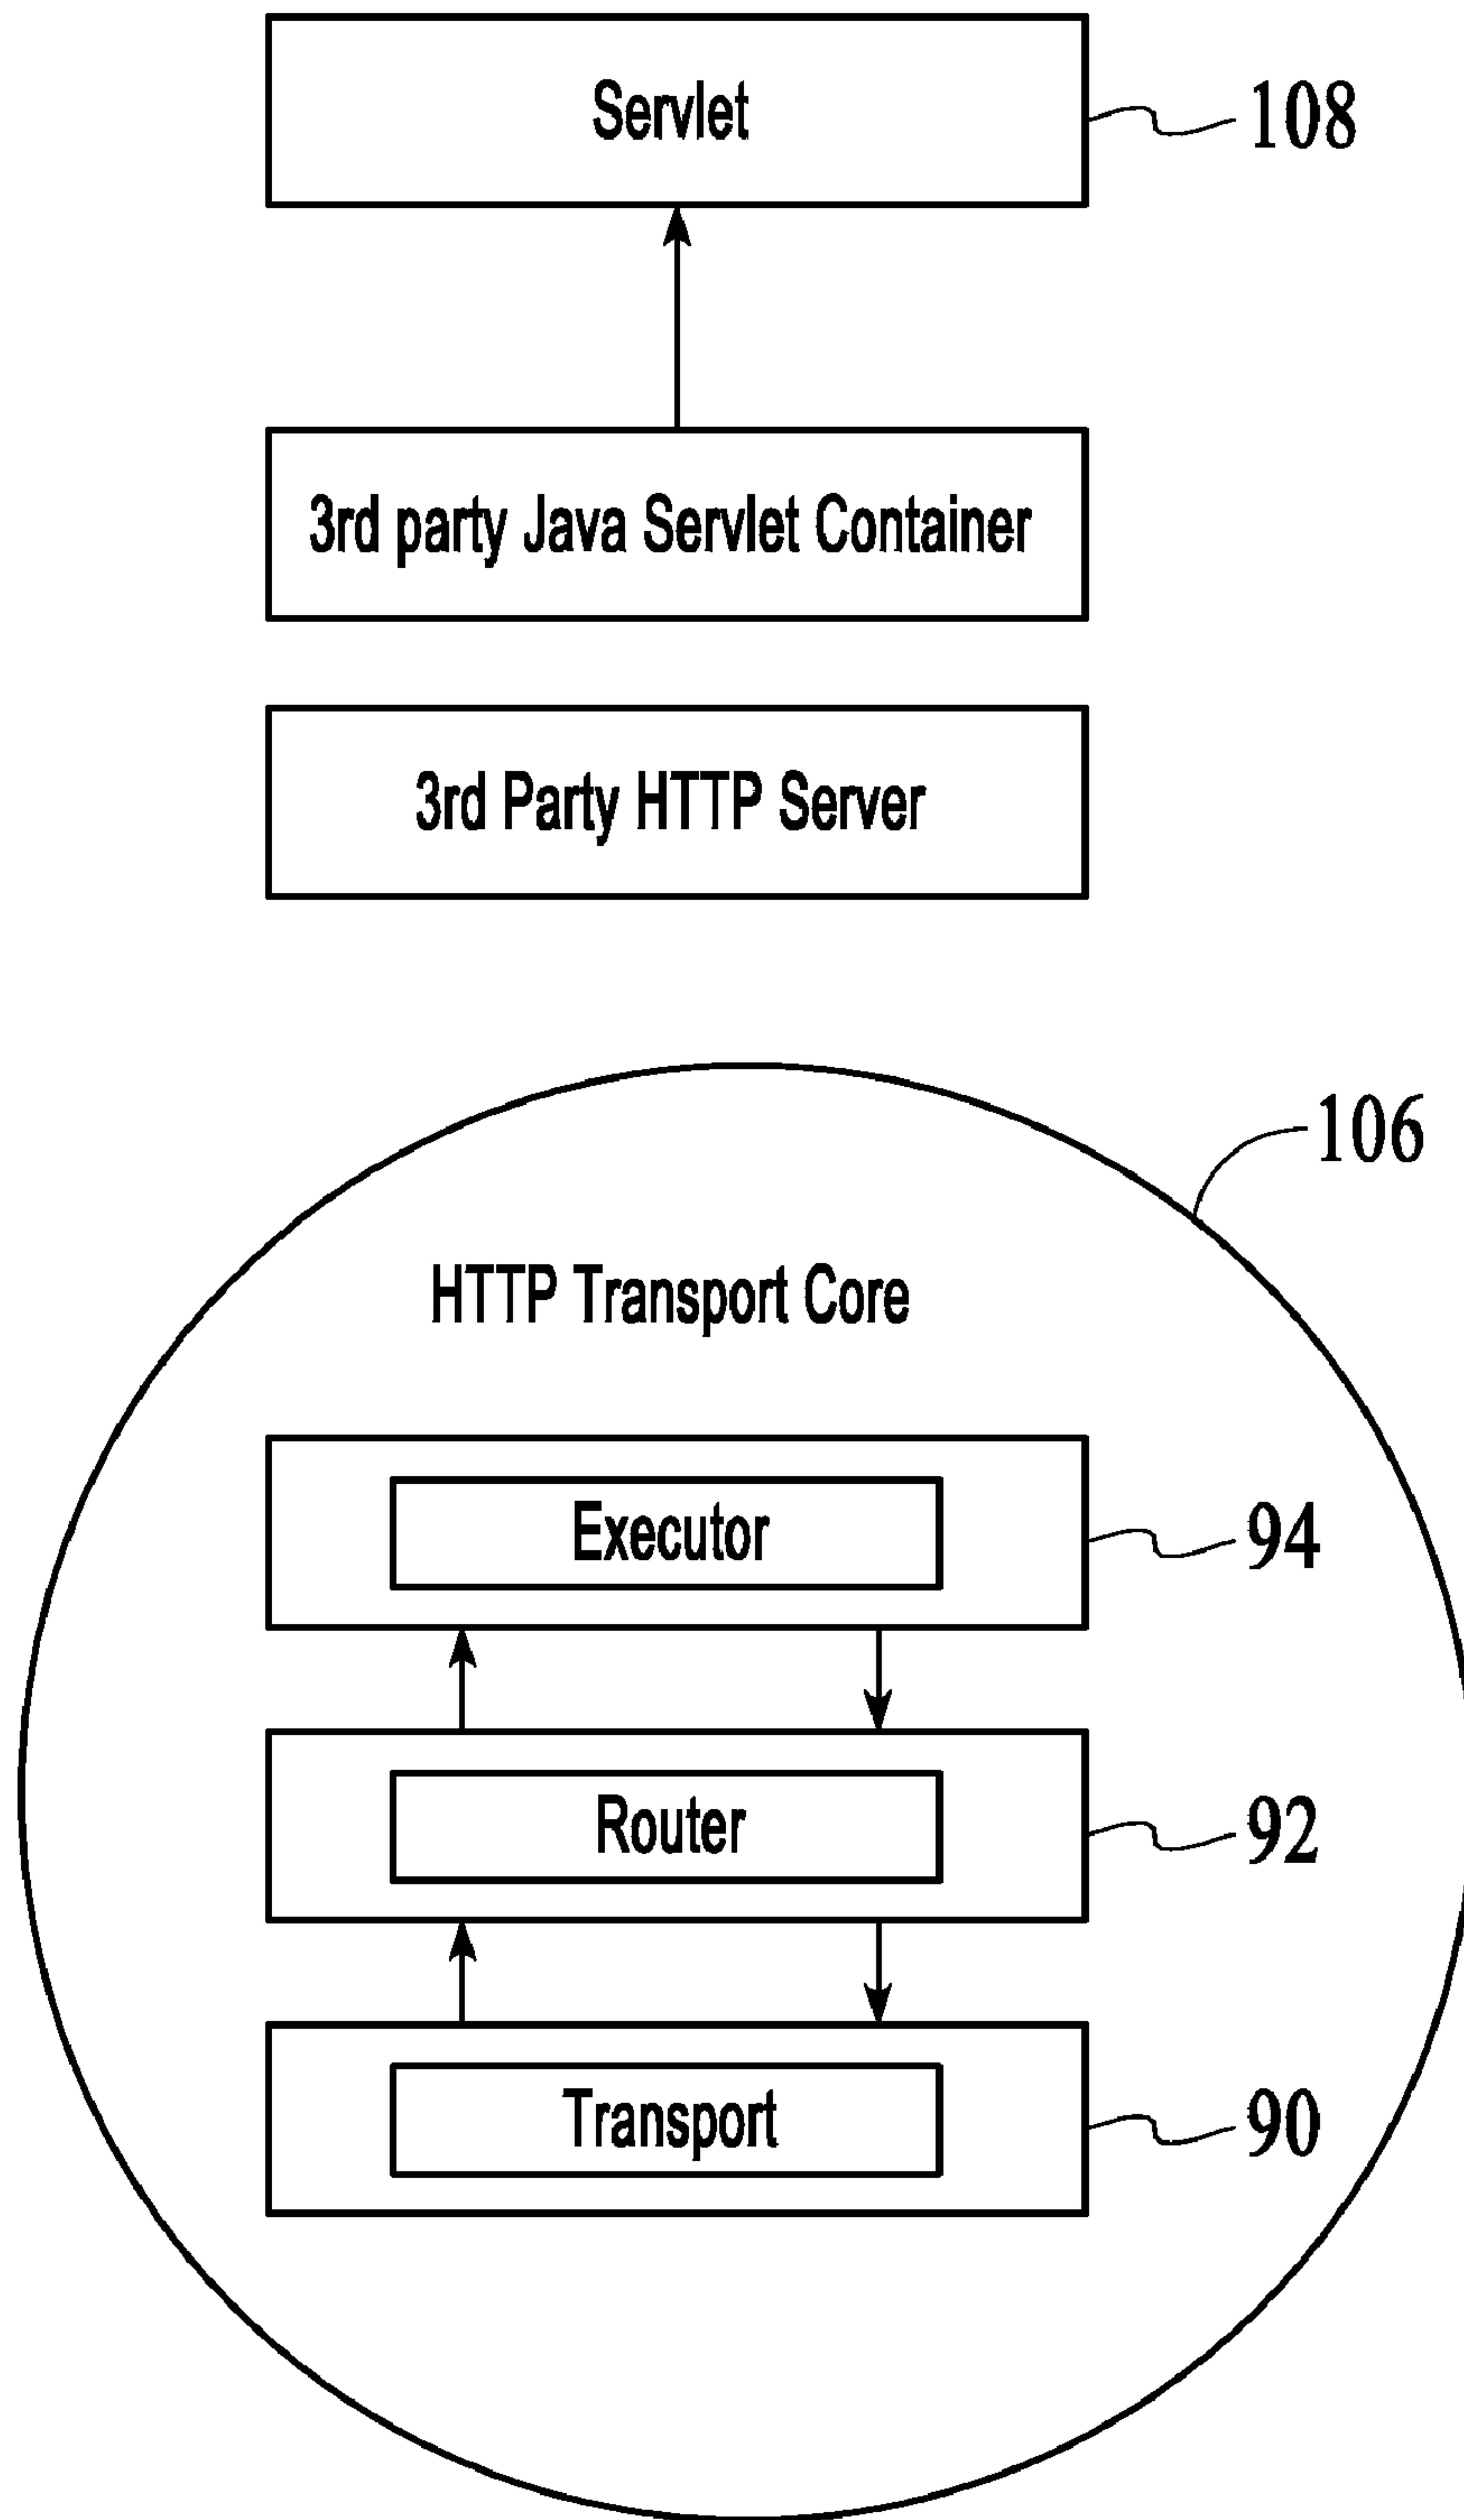 Servlet
108
3rd party Java Servlet Container
3rd Party HTTP Server
106
HTTP Transport Core
Executor
94
Router
92
Transport
90